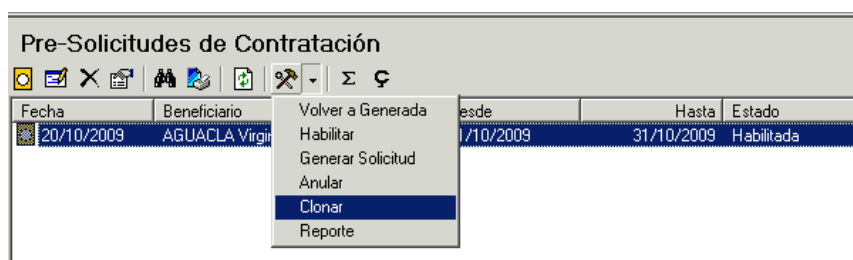 Pre-Solicitudes de Contratación
Σ Ç
Fecha Beneficiario esde Hasta Estado
20/10/2009 AGUACLA Virgi /10/2009 31/10/2009 Habilitada
Volver a Generada
Habilitar
Generar Solicitud
Anular
Clonar
Reporte